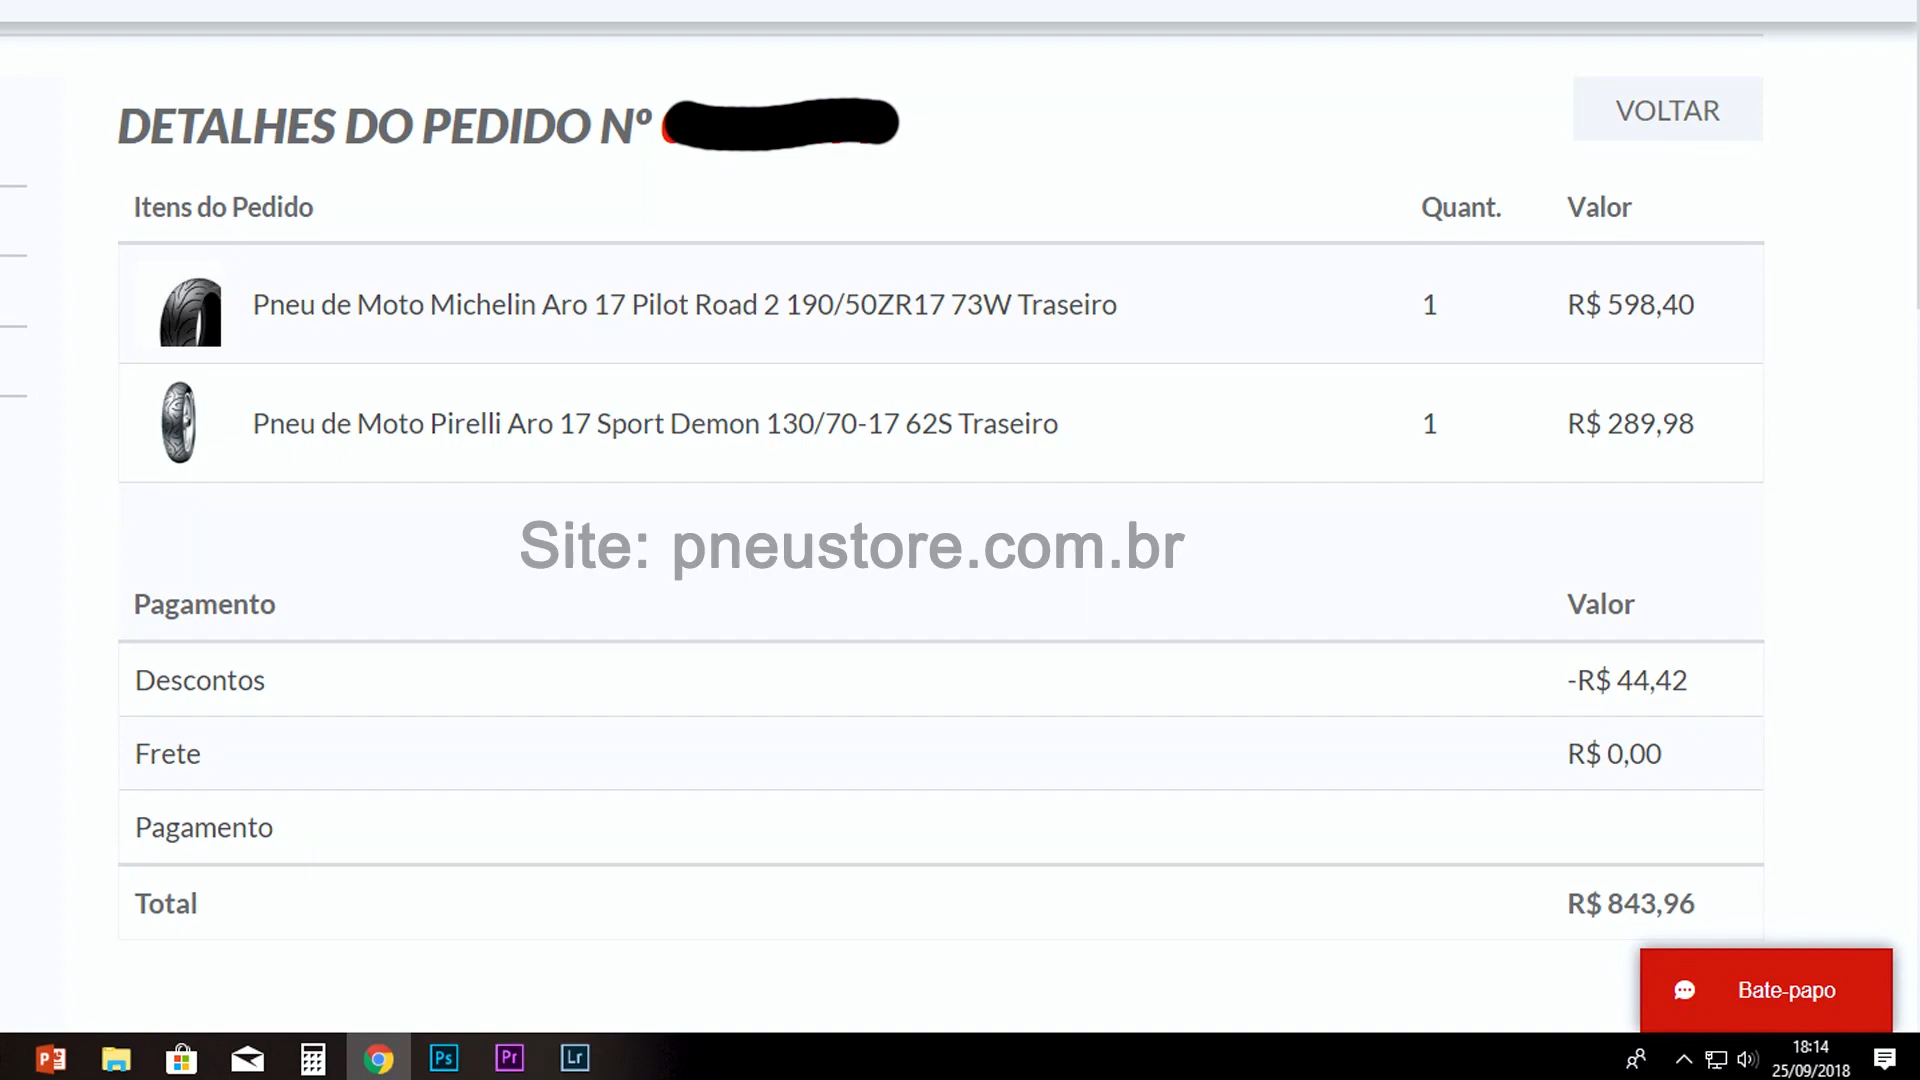 DETALHES DO PEDIDO Nº
VOLTAR
Itens do Pedido Quant. Valor
Pneu de Moto Michelin Aro 17 Pilot Road 2 190/50ZR17 73W Traseiro 1 R$ 598,40
Pneu de Moto Pirelli Aro 17 Sport Demon 130/70-17 62S Traseiro 1 R$ 289,98
Site: pneustore.com.br
Pagamento Valor
Descontos -R$ 44,42
Frete R$ 0,00
Pagamento
Total R$ 843,96
Bate-papo
Ps Pr Lr
18:14
25/09/2018